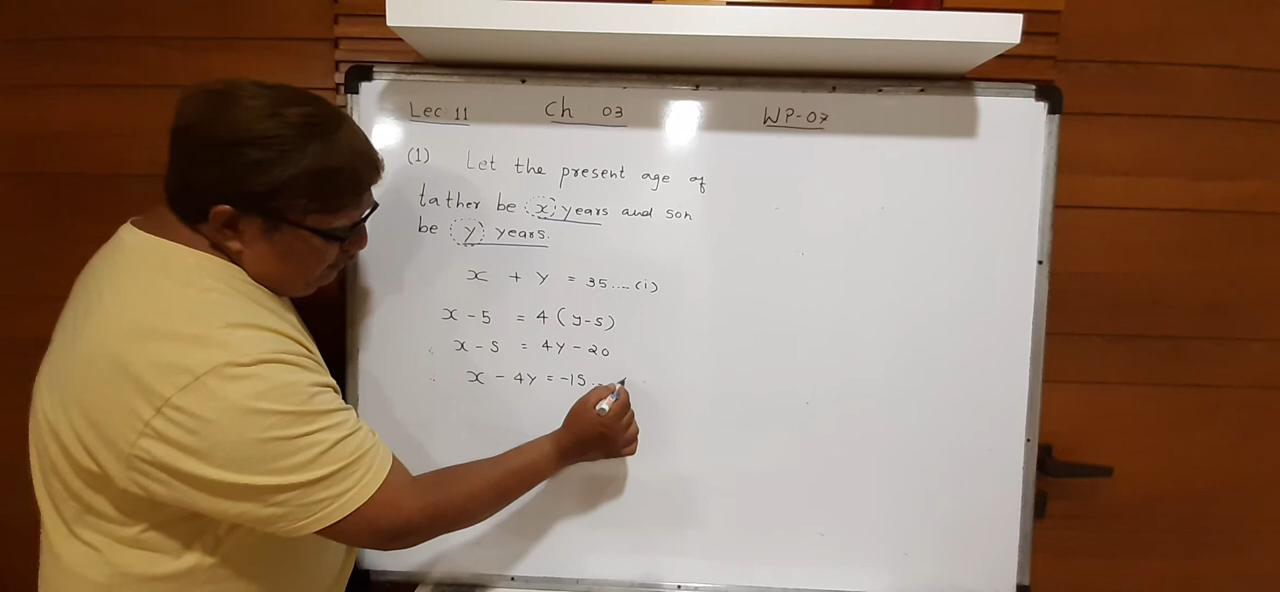 Lec 11 Ch 03 WP-07
(1) Let the present age of
father be x years and son
be y years.
x + y = 35....(i)
x - 5 = 4(y-5)
x - 5 = 4y - 20
x - 4y = -15...